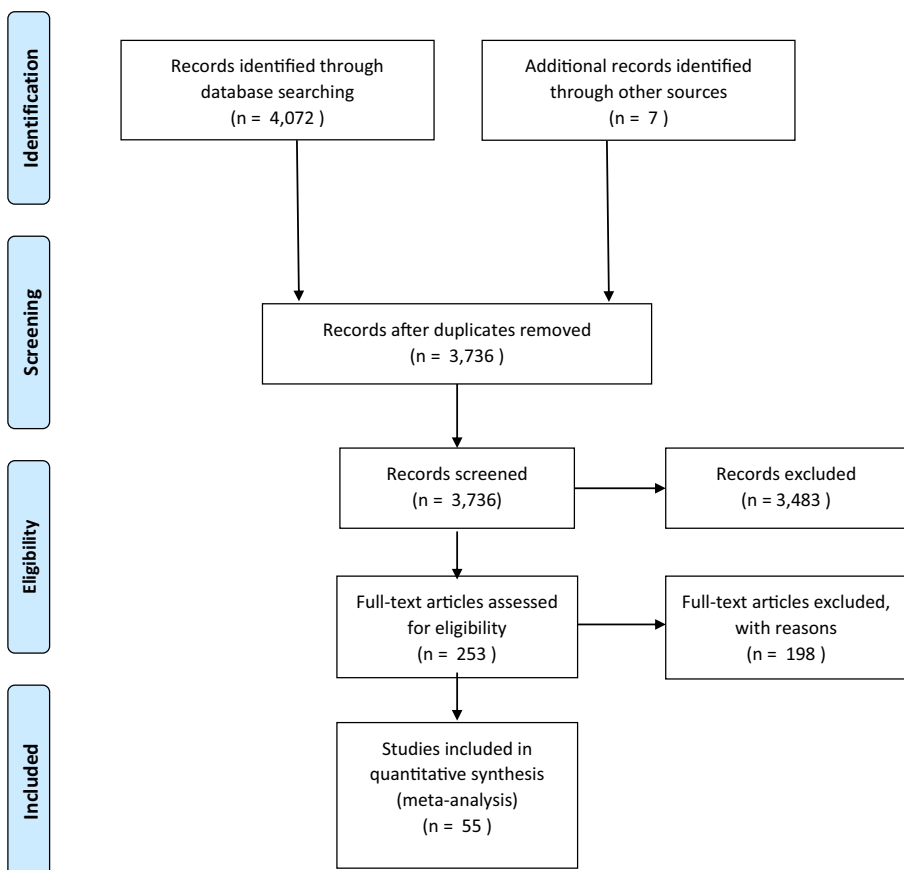 Identification
Records identified through
database searching
(n = 4,072 )
Additional records identified
through other sources
(n = 7 )
Screening
Records after duplicates removed
(n = 3,736 )
Records screened
(n = 3,736)
Records excluded
(n = 3,483 )
Eligibility
Full-text articles assessed
for eligibility
(n = 253 )
Full-text articles excluded,
with reasons
(n = 198 )
Included
Studies included in
quantitative synthesis
(meta-analysis)
(n = 55 )